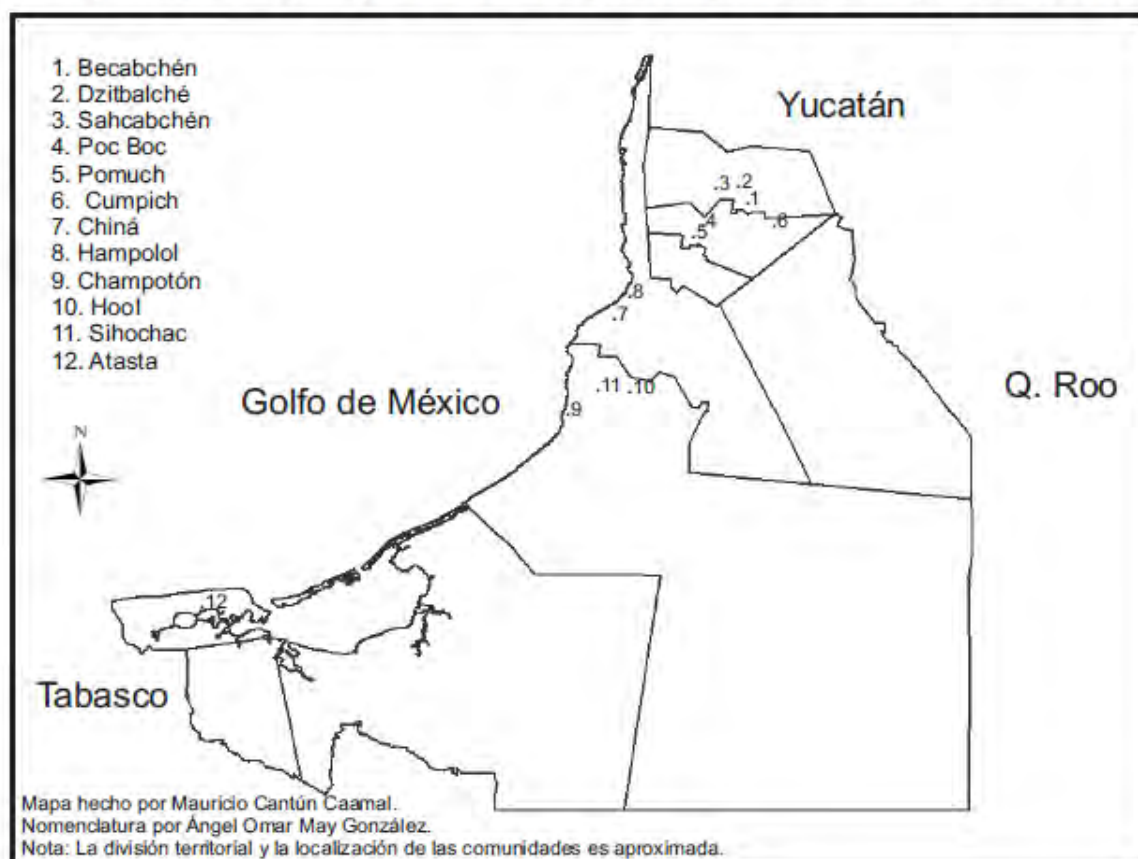 1. Becabchén
2. Dzitbalché
3. Sahcabchén
4. Poc Boc
5. Pomuch
6. Cumpich
7. Chiná
8. Hampolol
9. Champotón
10. Hool
11. Sihochac
12. Atasta
Yucatán
.3 .2
.1
.4
.6
.5
.8
.7
Q. Roo
.11 .10
Golfo de México
.9
N
.12
Tabasco
Mapa hecho por Mauricio Cantún Caamal.
Nomenclatura por Ángel Omar May González.
Nota: La división territorial y la localización de las comunidades es aproximada.